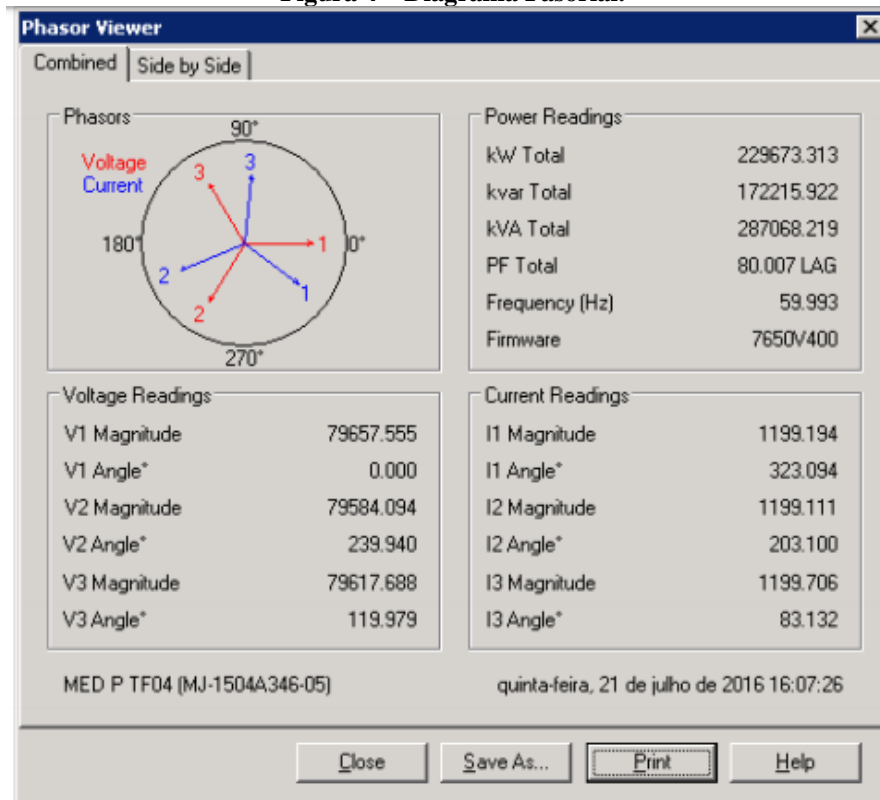 Phasor Viewer
Combined
Side by Side
Phasors
Voltage
Current
90°
0°
180°
270°
3
3
1
1
2
2
Power Readings
kW Total 229673.313
kvar Total 172215.922
kVA Total 287068.219
PF Total 80.007 LAG
Frequency (Hz) 59.993
Firmware 7650V400
Voltage Readings
V1 Magnitude 79657.555
V1 Angle° 0.000
V2 Magnitude 79584.094
V2 Angle° 239.940
V3 Magnitude 79617.688
V3 Angle° 119.979
Current Readings
I1 Magnitude 1199.194
I1 Angle° 323.094
I2 Magnitude 1199.111
I2 Angle° 203.100
I3 Magnitude 1199.706
I3 Angle° 83.132
MED P TF04 (MJ-1504A346-05)
quinta-feira, 21 de julho de 2016 16:07:26
Close
Save As...
Print
Help